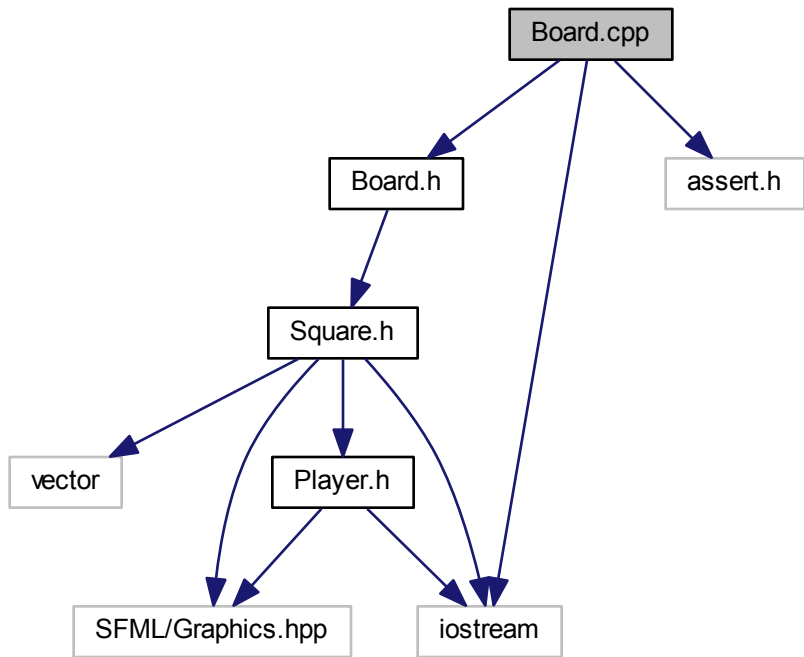 Board.cpp
Board.h
assert.h
Square.h
vector
Player.h
SFML/Graphics.hpp
iostream